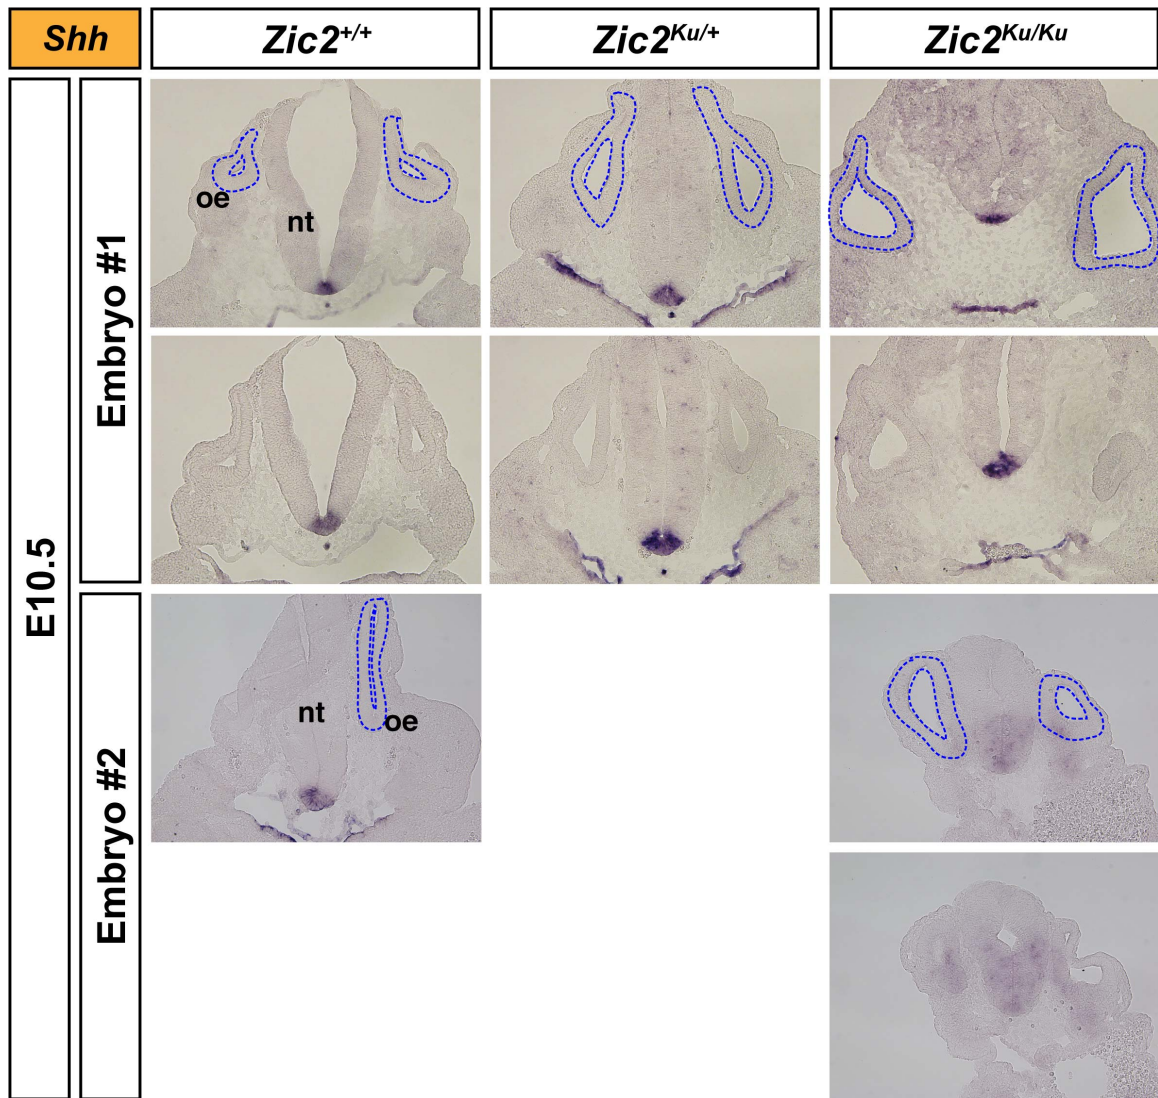 Shh
Zic2+/+
Zic2Ku/+
Zic2Ku/Ku
E10.5
Embryo #1
oe
nt
Embryo #2
nt
oe